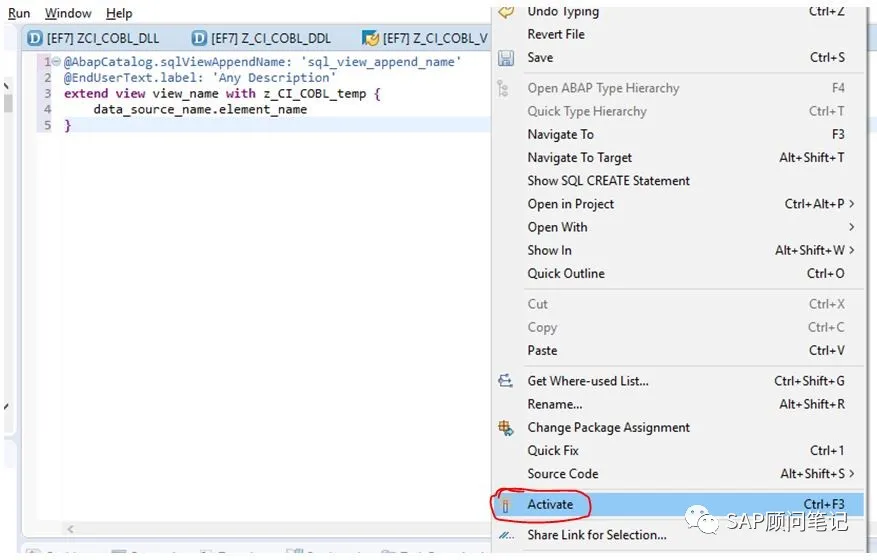 Run Window Help
[EF7] ZCI_COBL_DLL [EF7] Z_CI_COBL_DDL [EF7] Z_CI_COBL_V
1 @AbapCatalog.sqlViewAppendName: 'sql_view_append_name'
2 @EndUserText.label: 'Any Description'
3 extend view view_name with z_CI_COBL_temp {
4 data_source_name.element_name
5 }
Undo Typing Ctrl+Z
Revert File
Save Ctrl+S
Open ABAP Type Hierarchy F4
Quick Type Hierarchy Ctrl+T
Navigate To F3
Navigate To Target Alt+Shift+T
Show SQL CREATE Statement
Open in Project Ctrl+Alt+P >
Open With >
Show In Alt+Shift+W >
Quick Outline Ctrl+O
Cut Ctrl+X
Copy Ctrl+C
Paste Ctrl+V
Get Where-used List... Ctrl+Shift+G
Rename... Alt+Shift+R
Change Package Assignment
Quick Fix Ctrl+1
Source Code Alt+Shift+S >
Activate Ctrl+F3
SAP顾问笔记
Share Link for Selection...